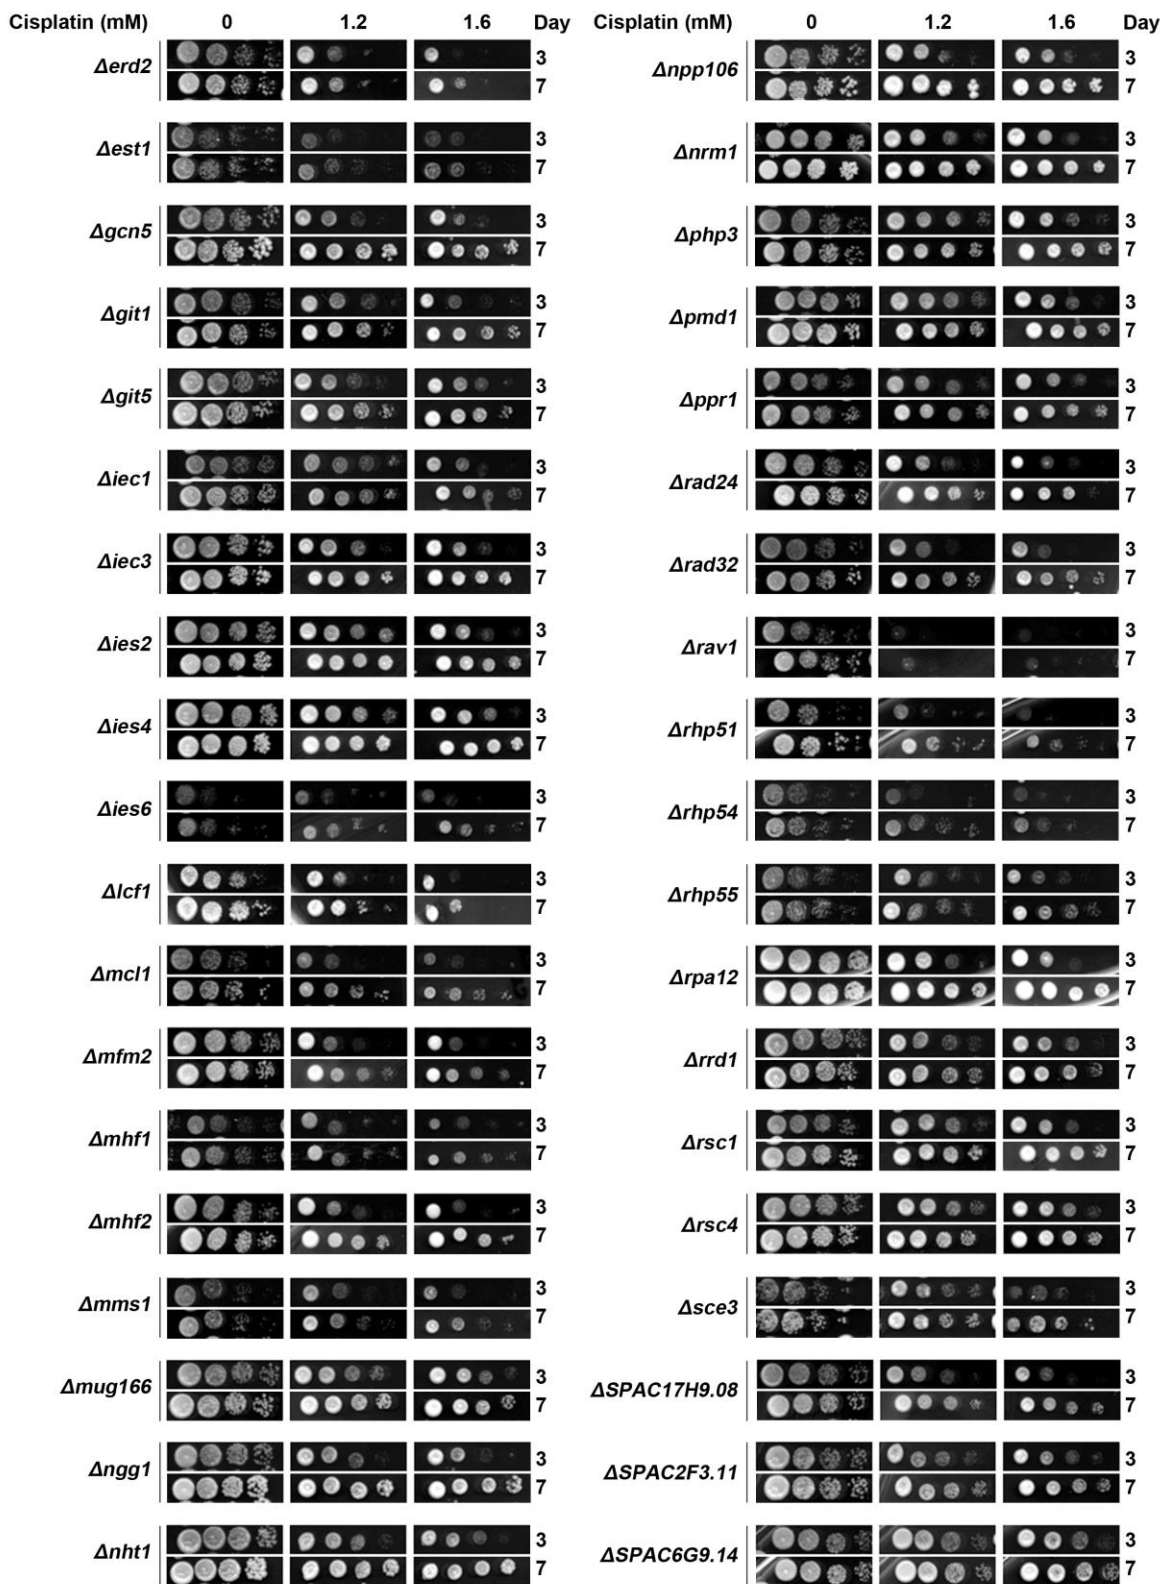 Cisplatin (mM) 0 1.2 1.6 Day
Δerd2 3
7
Δest1 3
7
Δgcn5 3
7
Δgit1 3
7
Δgit5 3
7
Δiec1 3
7
Δiec3 3
7
Δies2 3
7
Δies4 3
7
Δies6 3
7
Δlcf1 3
7
Δmcl1 3
7
Δmfm2 3
7
Δmhf1 3
7
Δmhf2 3
7
Δmms1 3
7
Δmug166 3
7
Δngg1 3
7
Δnht1 3
7
Cisplatin (mM) 0 1.2 1.6 Day
Δnpp106 3
7
Δnrm1 3
7
Δphp3 3
7
Δpmd1 3
7
Δppr1 3
7
Δrad24 3
7
Δrad32 3
7
Δrav1 3
7
Δrhp51 3
7
Δrhp54 3
7
Δrhp55 3
7
Δrpa12 3
7
Δrrd1 3
7
Δrsc1 3
7
Δrsc4 3
7
Δsce3 3
7
ΔSPAC17H9.08 3
7
ΔSPAC2F3.11 3
7
ΔSPAC6G9.14 3
7